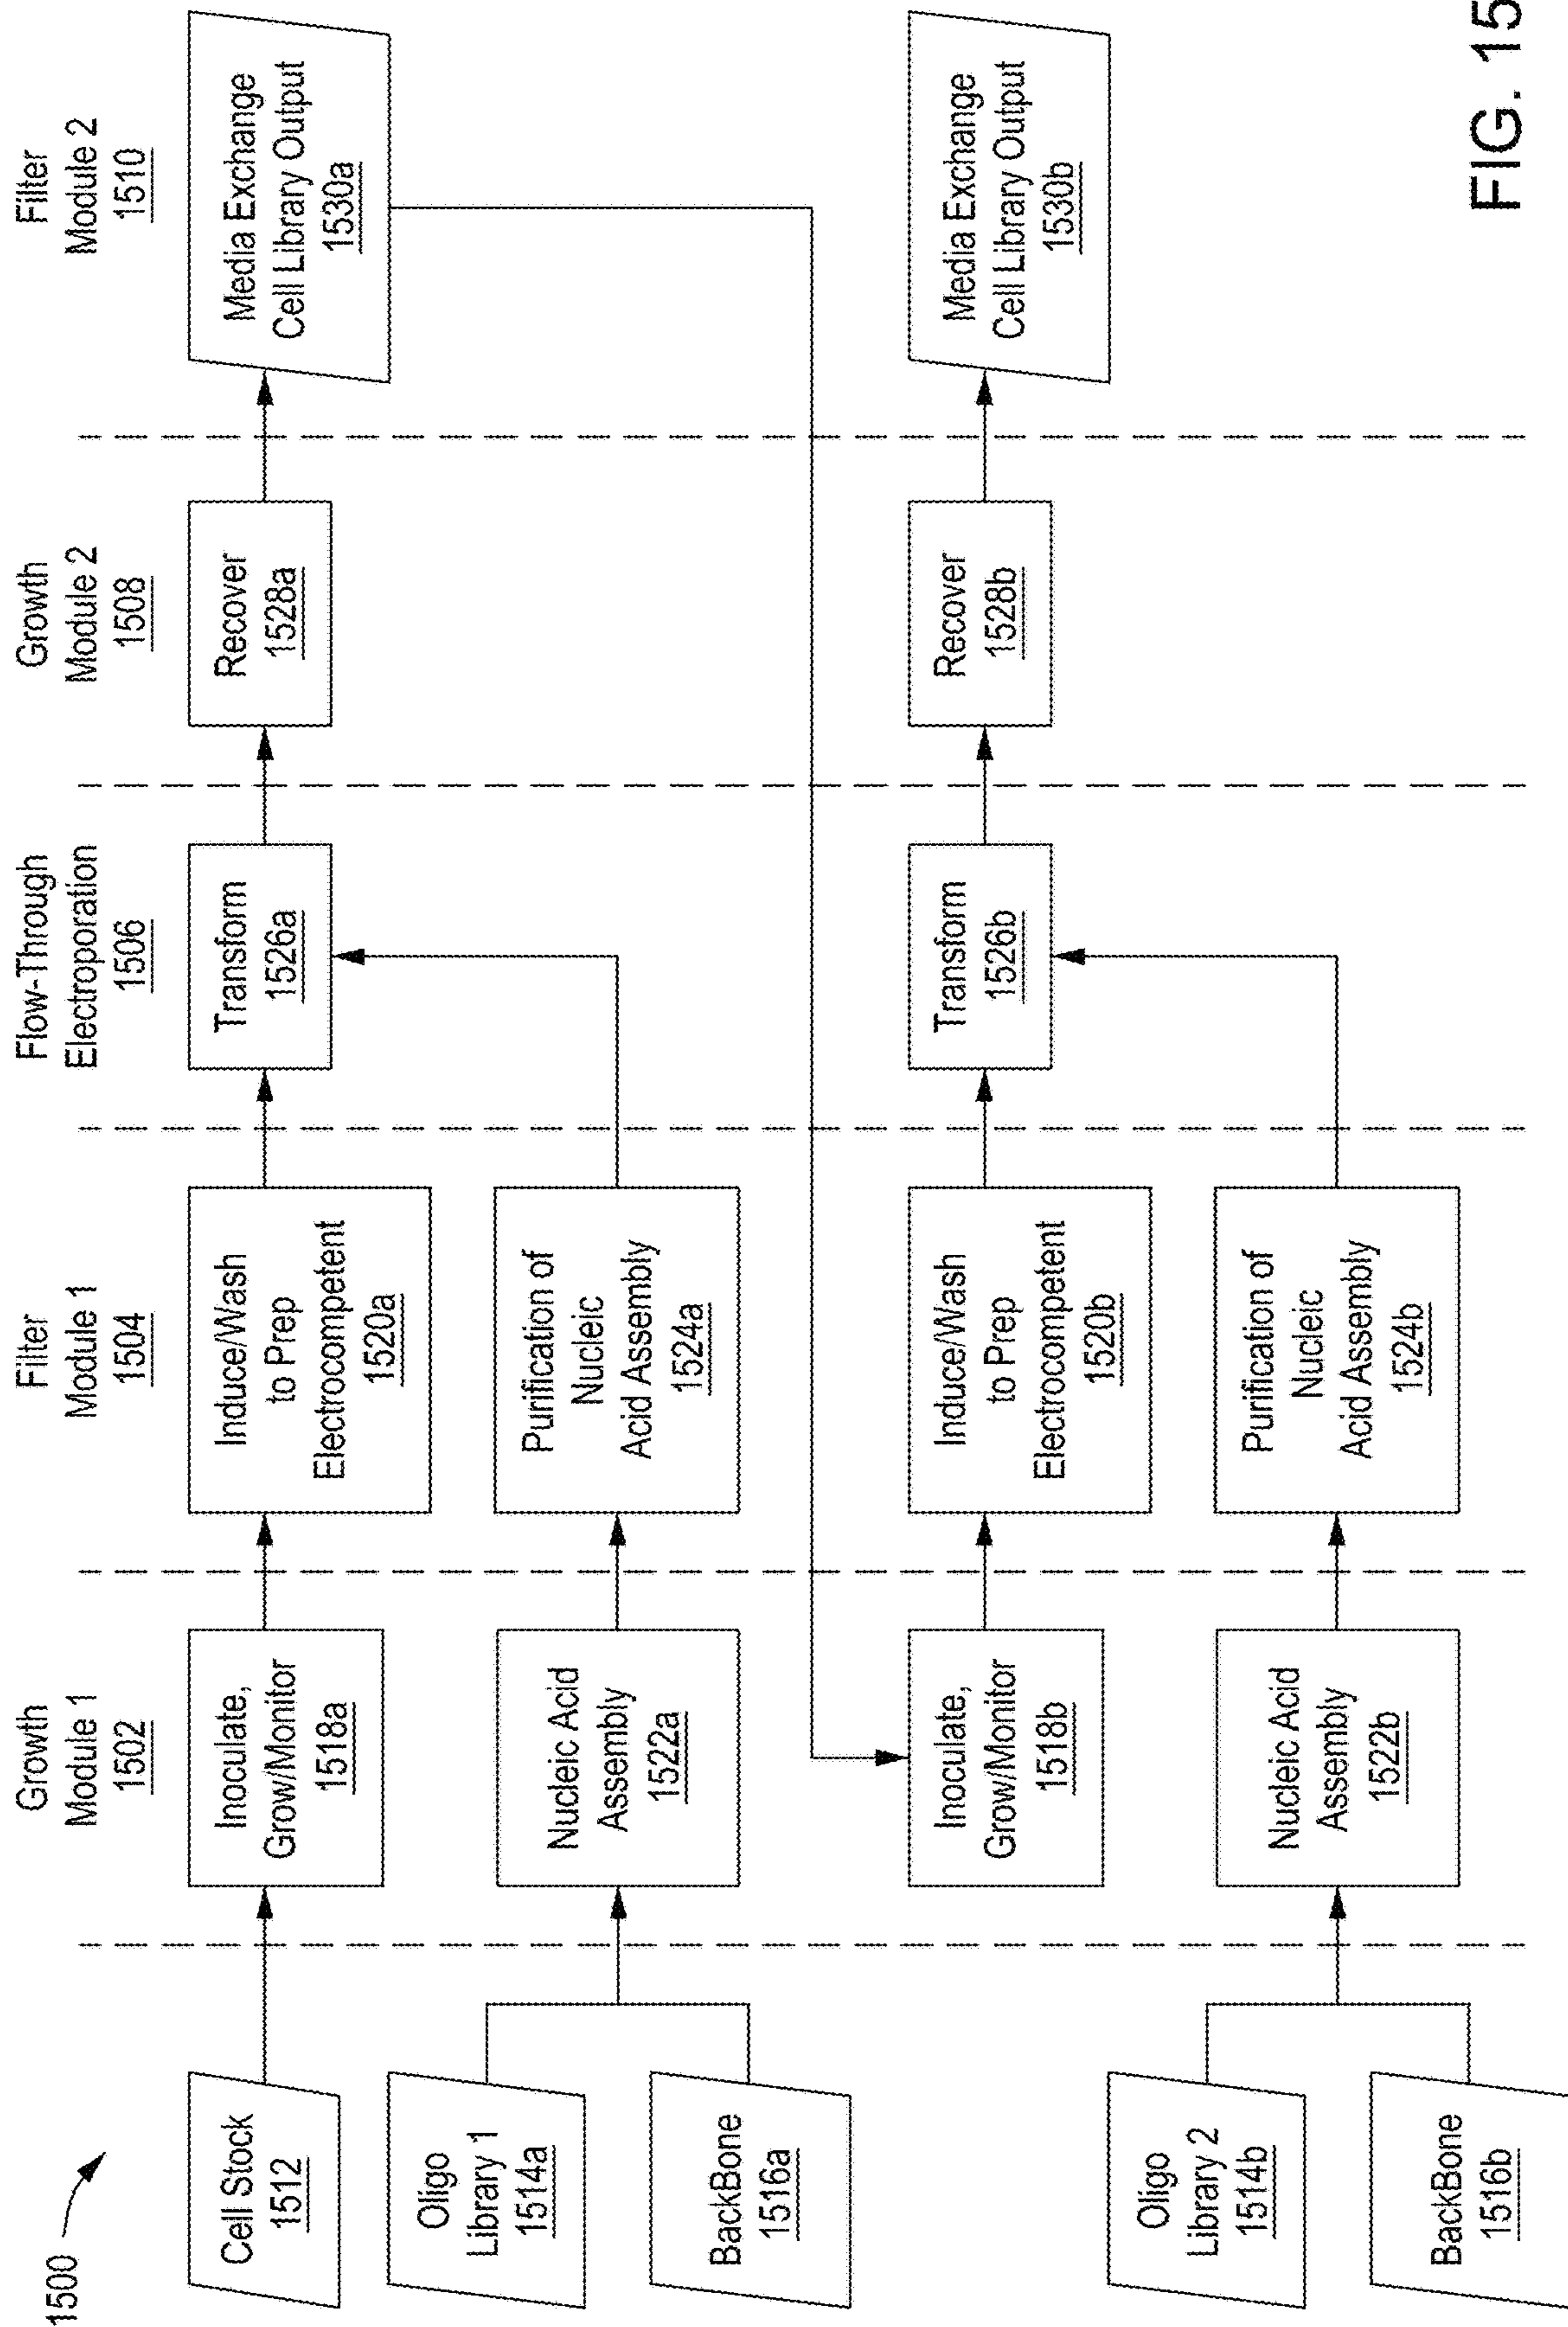 1500
Growth
Module 1
1502
Filter
Module 1
1504
Flow-Through
Electroporation
1506
Growth
Module 2
1508
Filter
Module 2
1510
Cell Stock
1512
Inoculate,
Grow/Monitor
1518a
Induce/Wash
to Prep
Electrocompetent
1520a
Transform
1526a
Recover
1528a
Media Exchange
Cell Library Output
1530a
Oligo
Library 1
1514a
BackBone
1516a
Nucleic Acid
Assembly
1522a
Purification of
Nucleic
Acid Assembly
1524a
Inoculate,
Grow/Monitor
1518b
Induce/Wash
to Prep
Electrocompetent
1520b
Transform
1526b
Recover
1528b
Media Exchange
Cell Library Output
1530b
Oligo
Library 2
1514b
BackBone
1516b
Nucleic Acid
Assembly
1522b
Purification of
Nucleic
Acid Assembly
1524b
FIG. 15